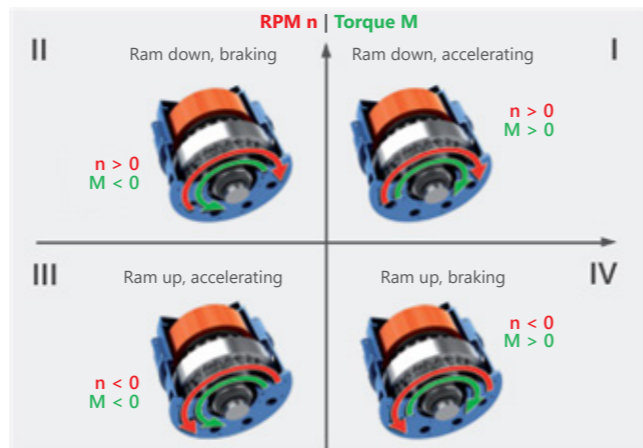 RPM n | Torque M
II
Ram down, braking
Ram down, accelerating
I
n > 0
M < 0
n > 0
M > 0
III
Ram up, accelerating
Ram up, braking
IV
n < 0
M < 0
n < 0
M > 0